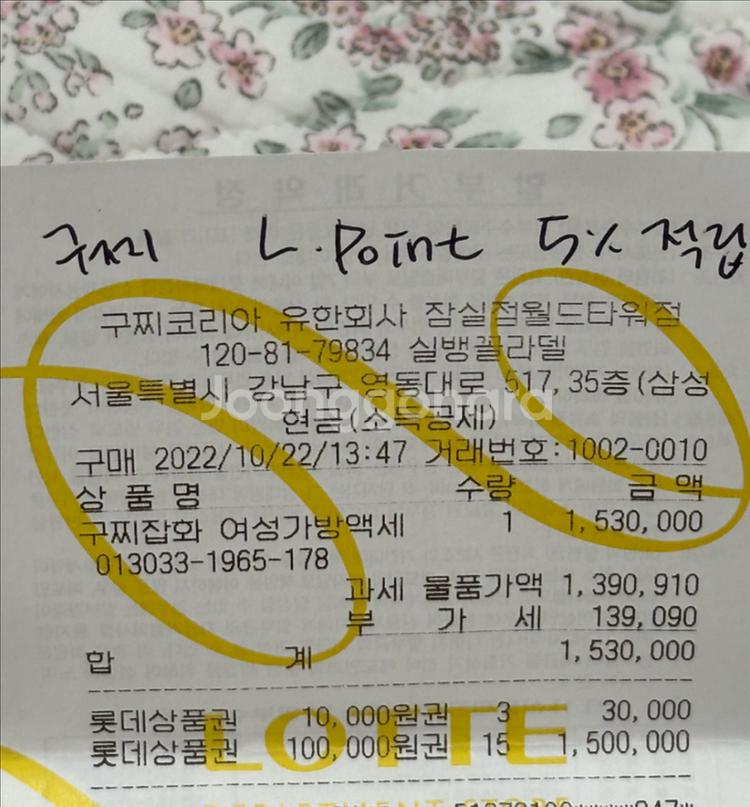 구찌 L.Point 5% 적립
구찌코리아 유한회사 잠실점월드타워점
120-81-79834 실뱅끌라델
서울특별시 강남구 영동대로 517, 35층(삼성
현금(소득공제)
Joonggonara
구매 2022/10/22/13:47 거래번호:1002-0010
상 품 명 수량 금 액
구찌잡화 여성가방액세 1 1,530,000
013033-1965-178
과세 물품가액 1,390,910
부 가 세 139,090
합 계 1,530,000
롯데상품권 10,000원권 3 30,000
LOTTE
롯데상품권 100,000원권 15 1,500,000